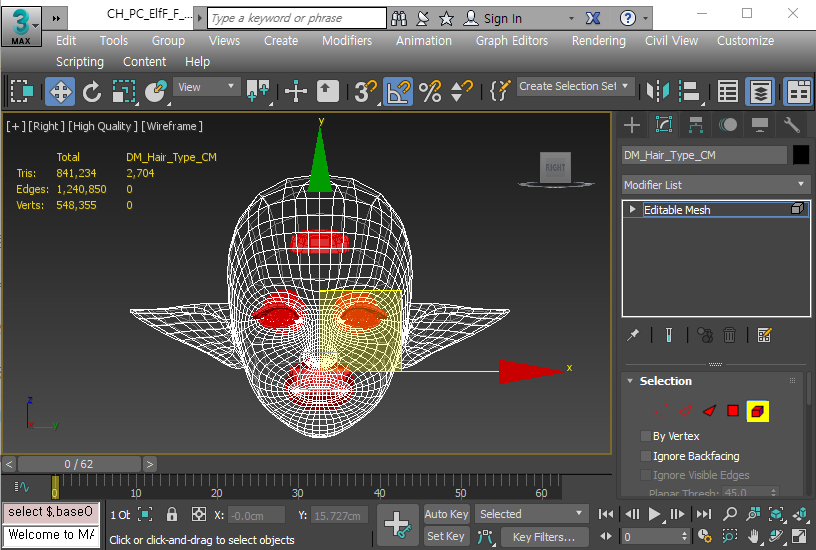 3
MAX
CH_PC_ElfF_F_...
Type a keyword or phrase
Sign In
?
Edit Tools Group Views Create Modifiers Animation Graph Editors Rendering Civil View Customize
Scripting Content Help
View
3
%
Create Selection Set
[+] [Right] [High Quality] [Wireframe]
Total DM_Hair_Type_CM
Tris: 841,234 2,704
Edges: 1,240,850 0
Verts: 548,355 0
y
x
RIGHT
z
x
y
DM_Hair_Type_CM
Modifier List
Editable Mesh
Selection
By Vertex
Ignore Backfacing
Ignore Visible Edges
Planar Thresh: 45.0
< 0 / 62 >
0 10 20 30 40 50 60
select $,baseO
Welcome to MA
X: -0.0cm Y: 15.727cm
Click or click-and-drag to select objects
Auto Key Selected
Set Key Key Filters...
0